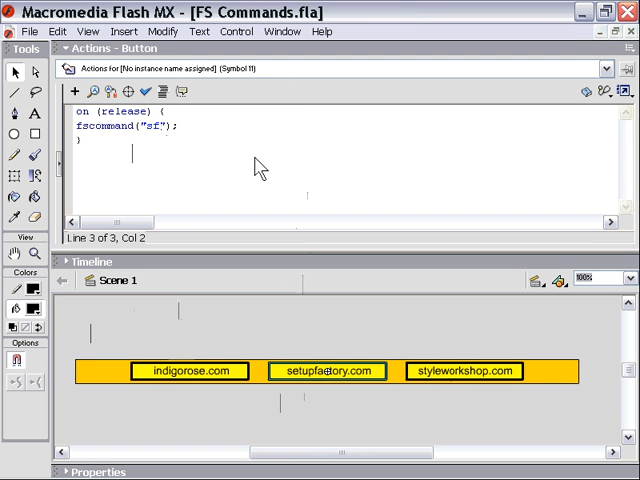 Macromedia Flash MX - [FS Commands.fla]
File Edit View Insert Modify Text Control Window Help
Tools
Actions - Button
Actions for [No instance name assigned] (Symbol 11)
on (release) {
fscommand("sf");
}
Line 3 of 3, Col 2
View
Timeline
Colors
Scene 1
100%
Options
indigorose.com
setupfactory.com
styleworkshop.com
Properties